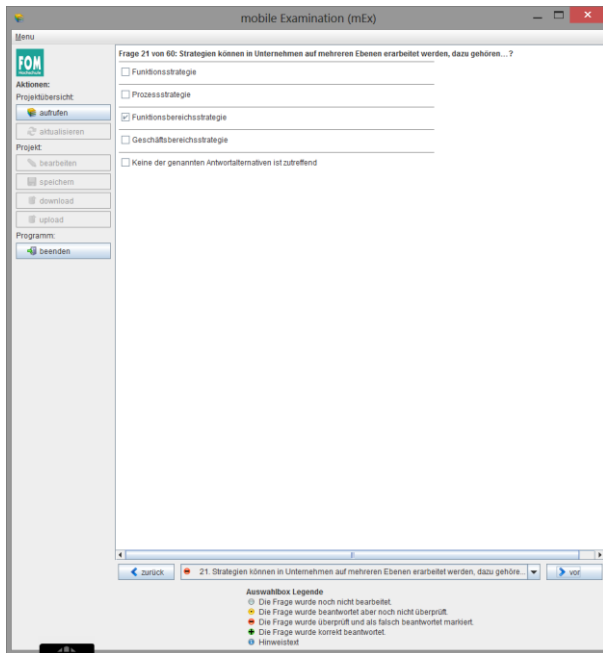 mobile Examination (mEx)
Menu
FOM
Hochschule
Aktionen:
Projektübersicht:
aufrufen
aktualisieren
Projekt:
bearbeiten
speichern
download
upload
Programm:
beenden
Frage 21 von 60: Strategien können in Unternehmen auf mehreren Ebenen erarbeitet werden, dazu gehören...?
Funktionsstrategie
Prozessstrategie
Funktionsbereichsstrategie
Geschäftsbereichsstrategie
Keine der genannten Antwortalternativen ist zutreffend
zurück
21. Strategien können in Unternehmen auf mehreren Ebenen erarbeitet werden, dazu gehöre...
vor
Auswahlbox Legende
Die Frage wurde noch nicht bearbeitet.
Die Frage wurde beantwortet aber noch nicht überprüft.
Die Frage wurde überprüft und als falsch beantwortet markiert.
Die Frage wurde korrekt beantwortet.
Hinweistext